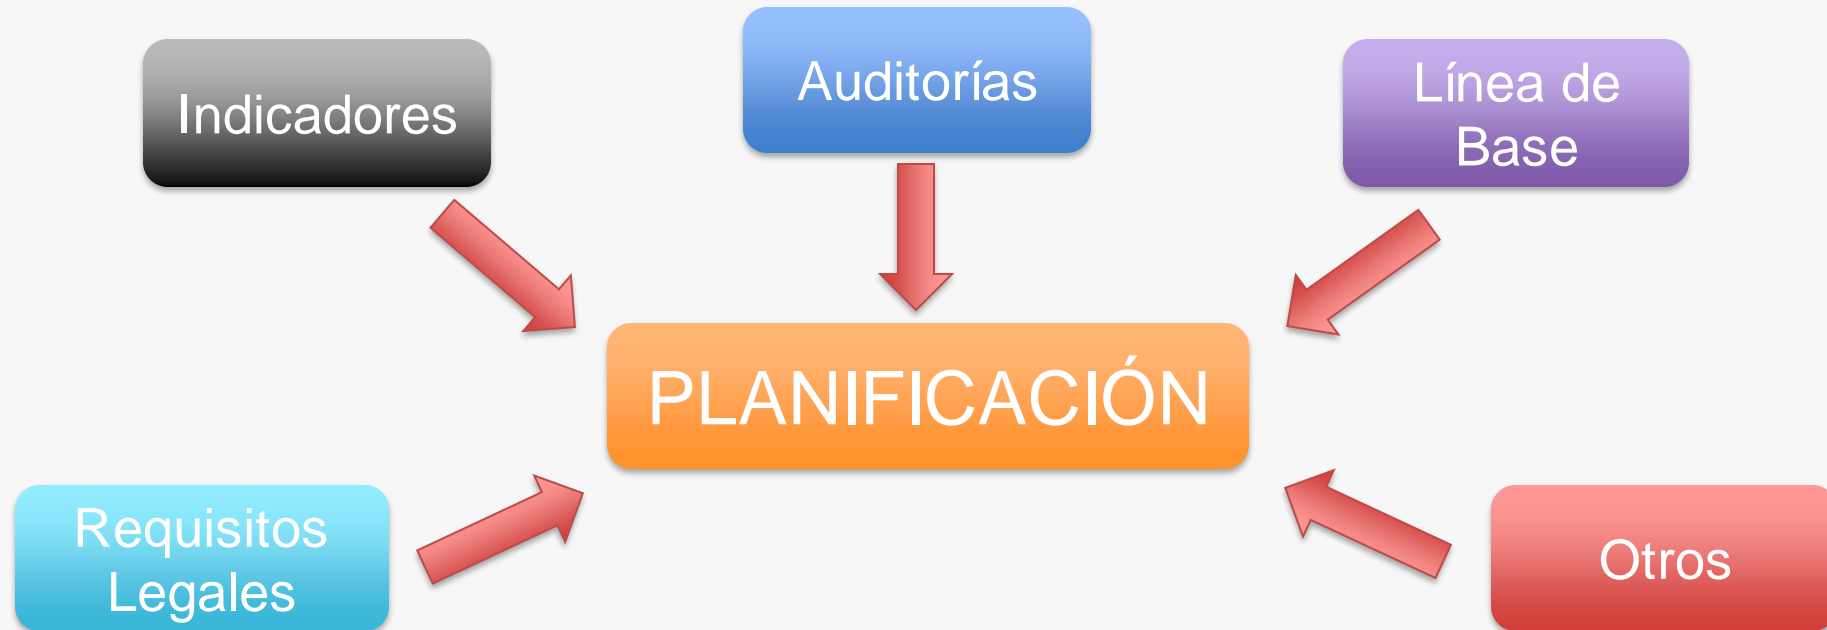 Indicadores
Auditorías
Línea de
Base
PLANIFICACIÓN
Requisitos
Legales
Otros